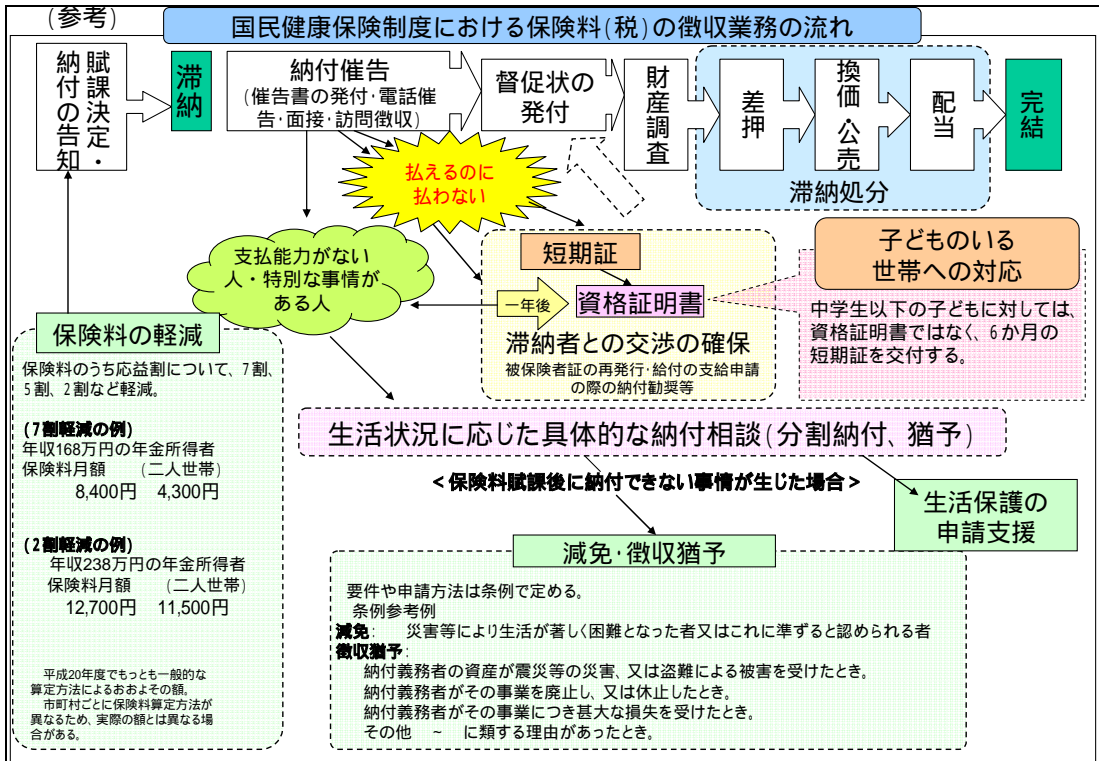 (参考)
国民健康保険制度における保険料(税)の徴収業務の流れ
賦課決定・
納付の告知
滞納
納付催告
(催告書の発付・電話催
告・面接・訪問徴収)
督促状の
発付
財産調査
差押
換価・公売
配当
滞納処分
完結
払えるのに
払わない
支払能力がない
人・特別な事情が
ある人
短期証
一年後
資格証明書
滞納者との交渉の確保
被保険者証の再発行・給付の支給申請
の際の納付勧奨等
子どものいる
世帯への対応
中学生以下の子どもに対しては、
資格証明書ではなく、6か月の
短期証を交付する。
保険料の軽減
保険料のうち応益割について、7割、
5割、2割など軽減。
(7割軽減の例)
年収168万円の年金所得者
保険料月額 (二人世帯)
8,400円 4,300円
(2割軽減の例)
年収238万円の年金所得者
保険料月額 (二人世帯)
12,700円 11,500円
平成20年度でもっとも一般的な
算定方法によるおおよその額。
市町村ごとに保険料算定方法が
異なるため、実際の額とは異なる場
合がある。
生活状況に応じた具体的な納付相談(分割納付、猶予)
<保険料賦課後に納付できない事情が生じた場合>
生活保護の
申請支援
減免・徴収猶予
要件や申請方法は条例で定める。
条例参考例
減免: 災害等により生活が著しく困難となった者又はこれに準ずると認められる者
徴収猶予:
納付義務者の資産が震災等の災害、又は盗難による被害を受けたとき。
納付義務者がその事業を廃止し、又は休止したとき。
納付義務者がその事業につき甚大な損失を受けたとき。
その他 ~ に類する理由があったとき。